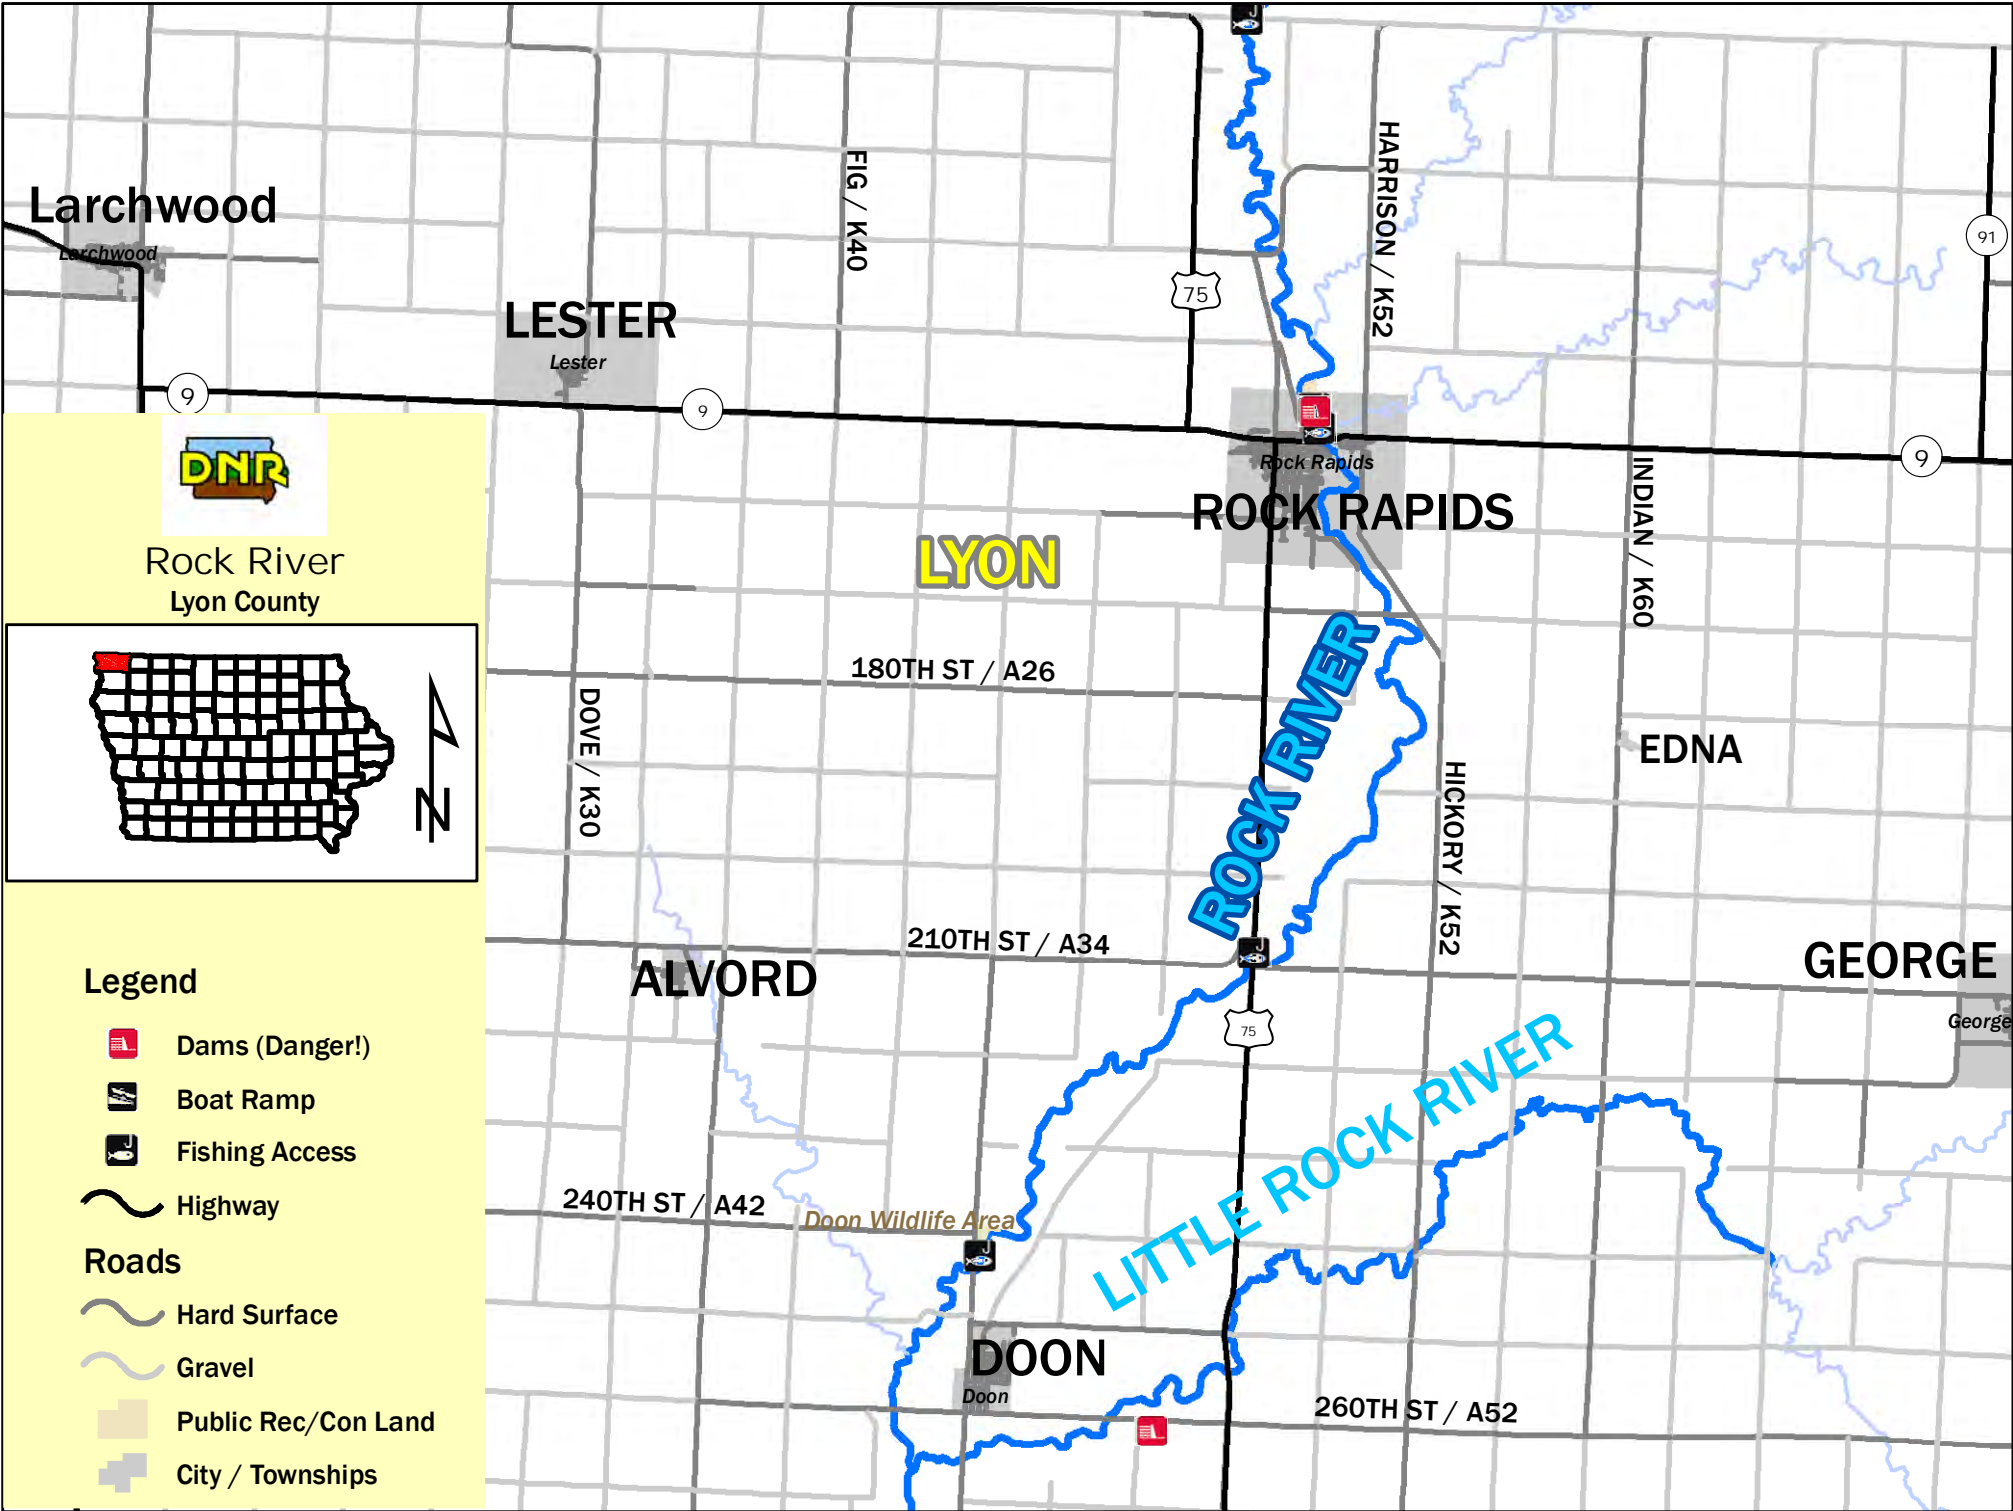 Larchwood
Larchwood
LESTER
Lester
FIG / K40
HARRISON / K52
75
91
9
9
9
Rock Rapids
ROCK RAPIDS
INDIAN / K60
LYON
DNR
Rock River
Lyon County
N
180TH ST / A26
DOVE / K30
ROCK RIVER
EDNA
HICKORY / K52
210TH ST / A34
ALVORD
GEORGE
George
75
LITTLE ROCK RIVER
240TH ST / A42
Doon Wildlife Area
DOON
Doon
260TH ST / A52
Legend
Dams (Danger!)
Boat Ramp
Fishing Access
Highway
Roads
Hard Surface
Gravel
Public Rec/Con Land
City / Townships